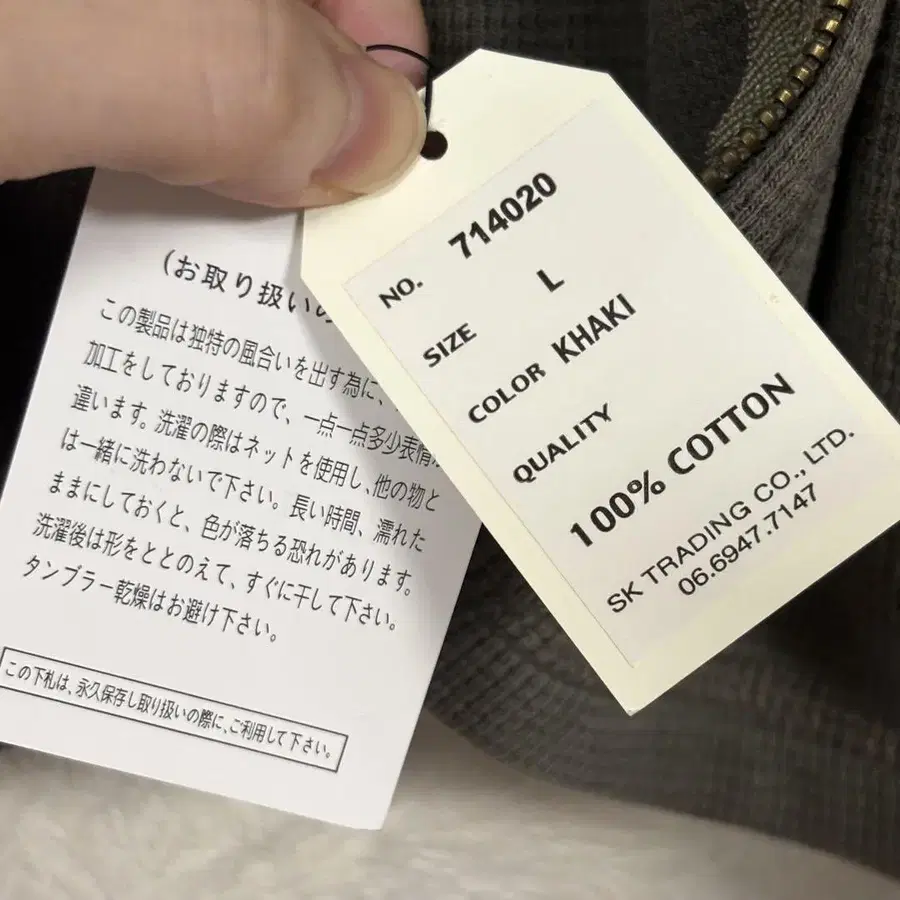 (お取り扱いの
この製品は独特の風合いを出す為に、
加工をしておりますので、一点一点多少表情が
違います。洗濯の際はネットを使用し、他の物と
は一緒に洗わないで下さい。長い時間、濡れた
ままにしておくと、色が落ちる恐れがあります。
洗濯後は形をととのえて、すぐに干して下さい。
タンブラー乾燥はお避け下さい。
この下札は、永久保存し取り扱いの際に、ご利用して下さい。
NO. 714020
SIZE L
COLOR KHAKI
QUALITY
100% COTTON
SK TRADING CO., LTD.
06.6947.7147